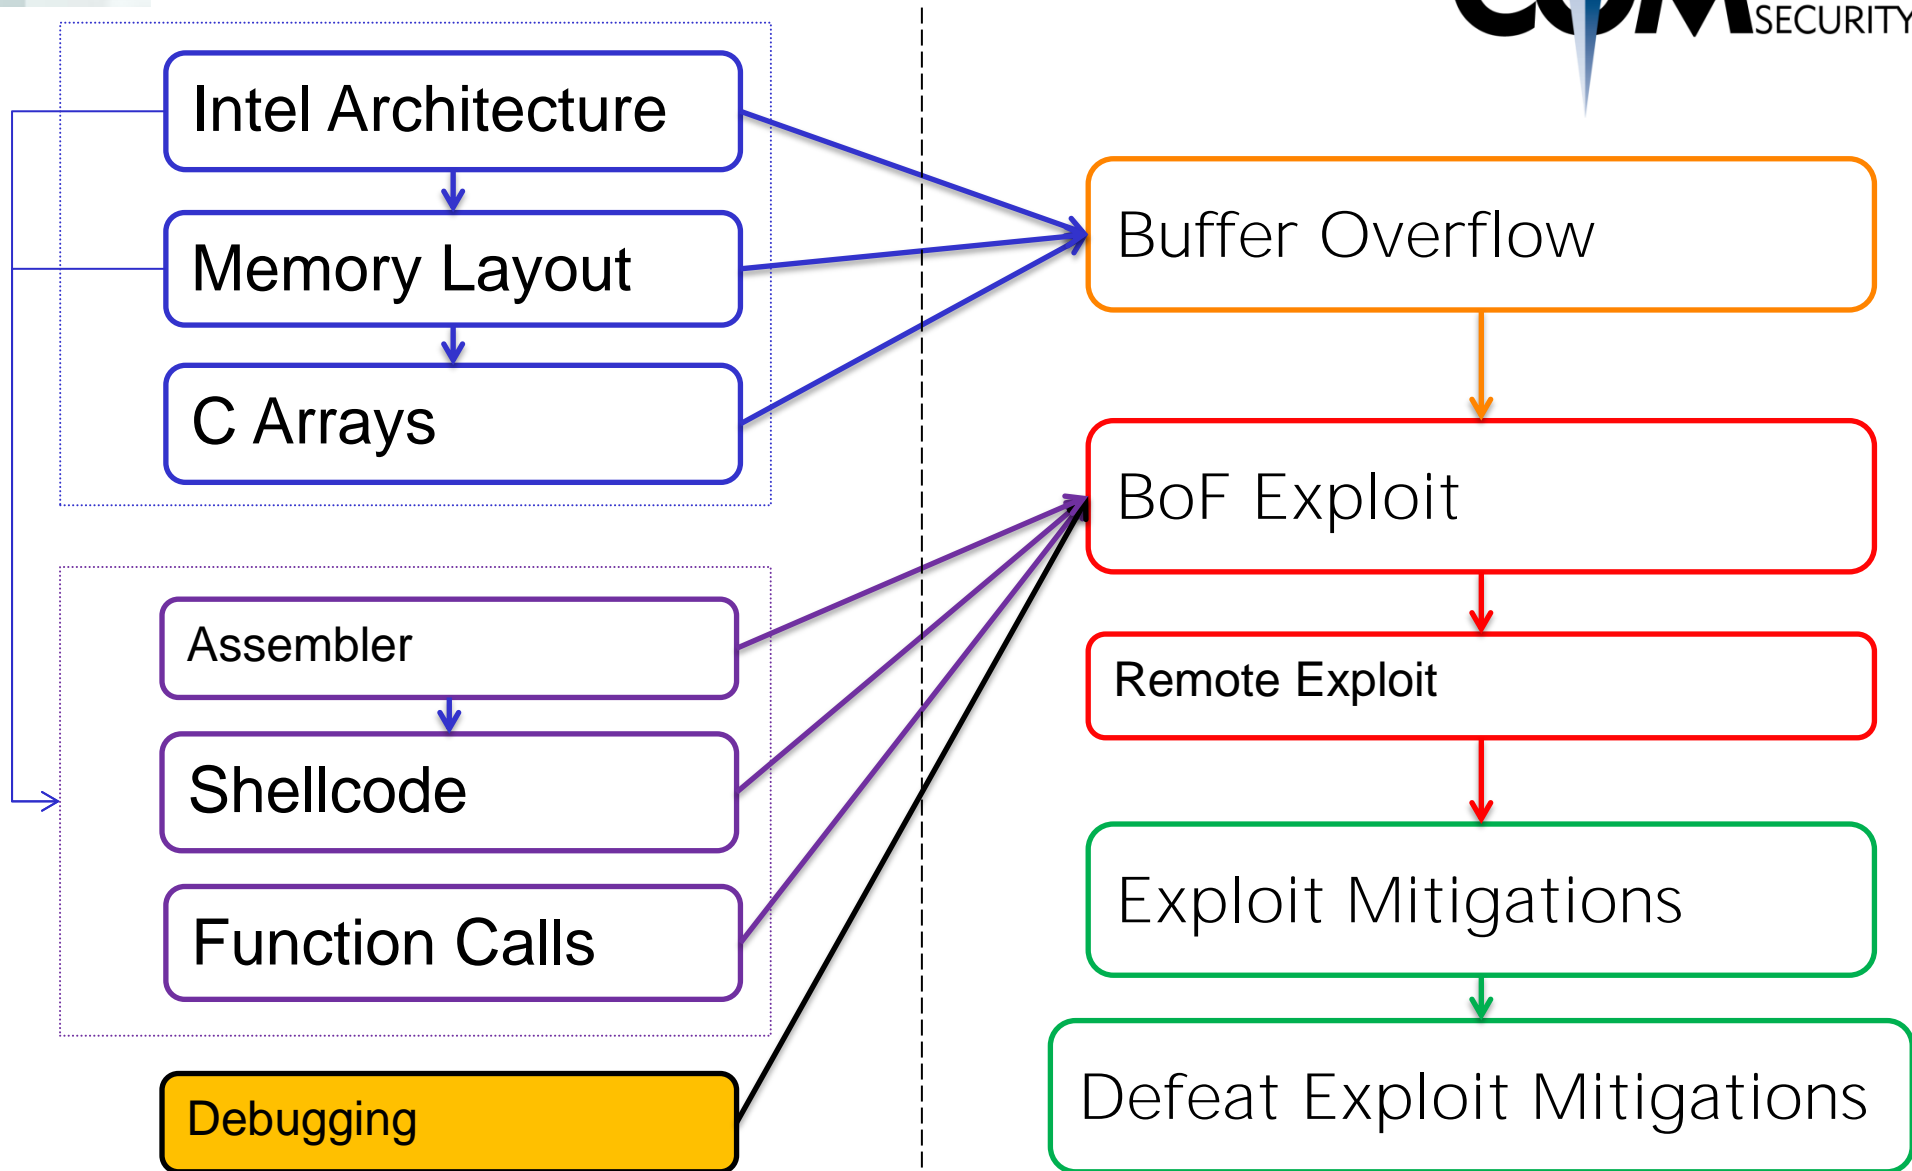 SECURITY
Intel Architecture
Memory Layout
C Arrays
Assembler
Shellcode
Function Calls
Debugging
Buffer Overflow
BoF Exploit
Remote Exploit
Exploit Mitigations
Defeat Exploit Mitigations